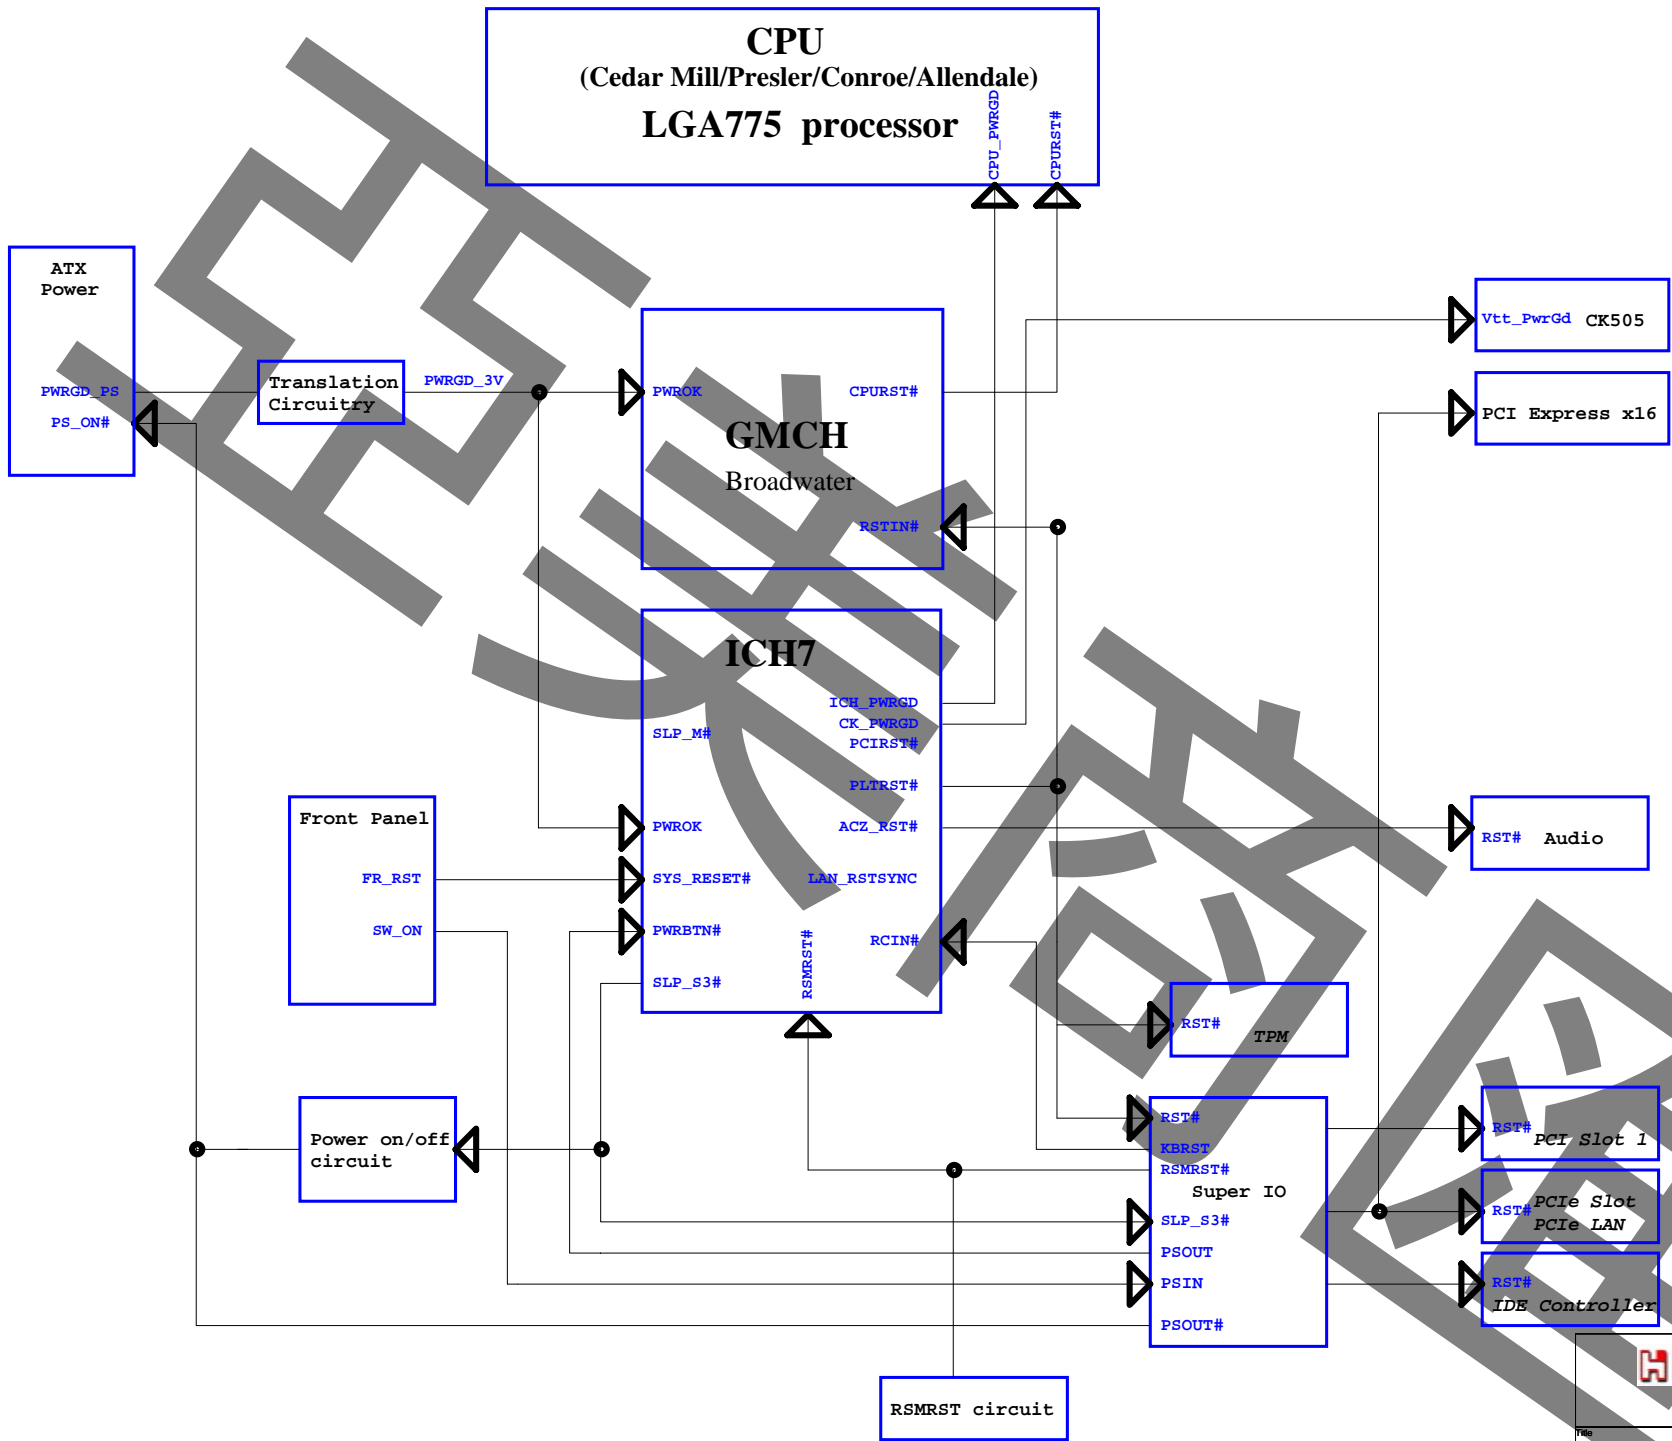 CPU
(Cedar Mill/Presler/Conroe/Allendale)
LGA775 processor
CPU_PWRGD
CPURST#
ATX
Power
PWRGD_PS
PS_ON#
Translation
Circuitry
PWRGD_3V
PWROK
CPURST#
GMCH
Broadwater
RSTIN#
Vtt_PwrGd CK505
PCI Express x16
ICH7
ICH_PWRGD
CK_PWRGD
PCIRST#
SLP_M#
PLTRST#
PWROK
ACZ_RST#
SYS_RESET#
LAN_RSTSYNC
PWRBTN#
RCIN#
SLP_S3#
RSMRST#
Front Panel
FR_RST
SW_ON
RST# Audio
RST#
TPM
Power on/off
circuit
RST#
KBRST
RSMRST#
Super IO
SLP_S3#
PSOUT
PSIN
PSOUT#
RST# PCI Slot 1
RST# PCIe Slot
PCIe LAN
RST#
IDE Controller
RSMRST circuit
Title